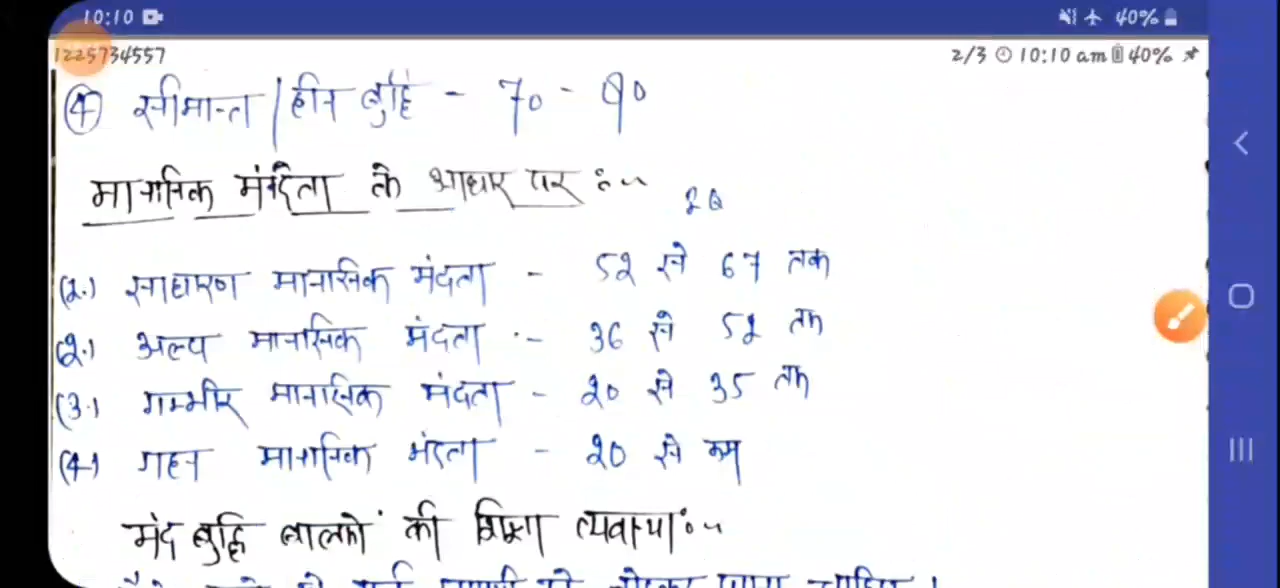 10:10 40%
1225734557 2/3 10:10 am 40%
④ सीमान्त / हीन बुद्धि - 70 - 90
मानसिक मंदिता के आधार पर :--
(1.) साधारण मानसिक मंदता - 52 से 67 तक
(2.) अल्प मानसिक मंदता :- 36 से 51 तक
(3.) गम्भीर मानसिक मंदता - 20 से 35 तक
(4) गहन मानसिक मंदता - 20 से कम
मंद बुद्धि बालकों की शिक्षा व्यवस्था :--